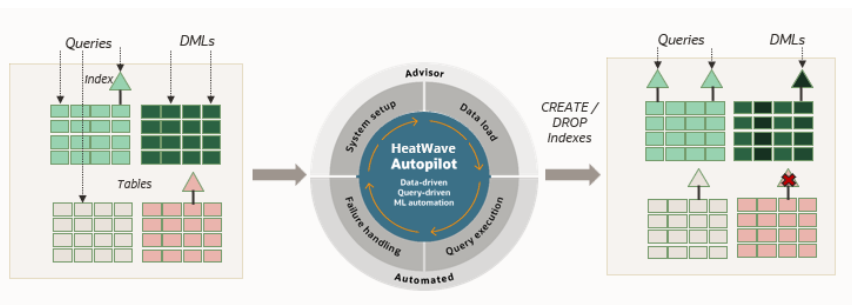 Queries
DMLs
Index
Tables
Advisor
System setup
Data load
HeatWave
Autopilot
Data-driven
Query-driven
ML automation
Failure handling
Query execution
Automated
CREATE /
DROP
Indexes
Queries
DMLs